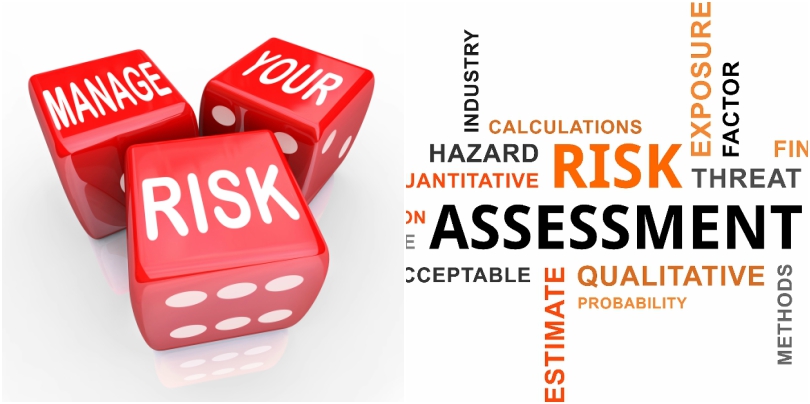 MANAGE
YOUR
RISK
INDUSTRY
EXPOSURE
FACTOR
CALCULATIONS
HAZARD
RISK
FIN
UANTITATIVE
THREAT
ON
ASSESSMENT
E
CCEPTABLE
QUALITATIVE
PROBABILITY
ESTIMATE
METHODS